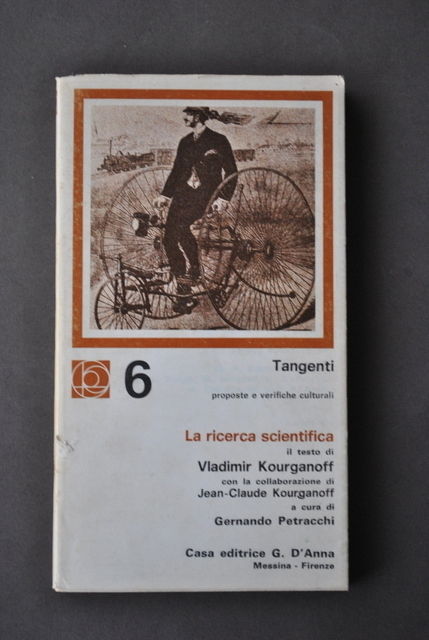 6
Tangenti
proposte e verifiche culturali
La ricerca scientifica
il testo di
Vladimir Kourganoff
con la collaborazione di
Jean-Claude Kourganoff
a cura di
Gernando Petracchi
Casa editrice G. D'Anna
Messina - Firenze